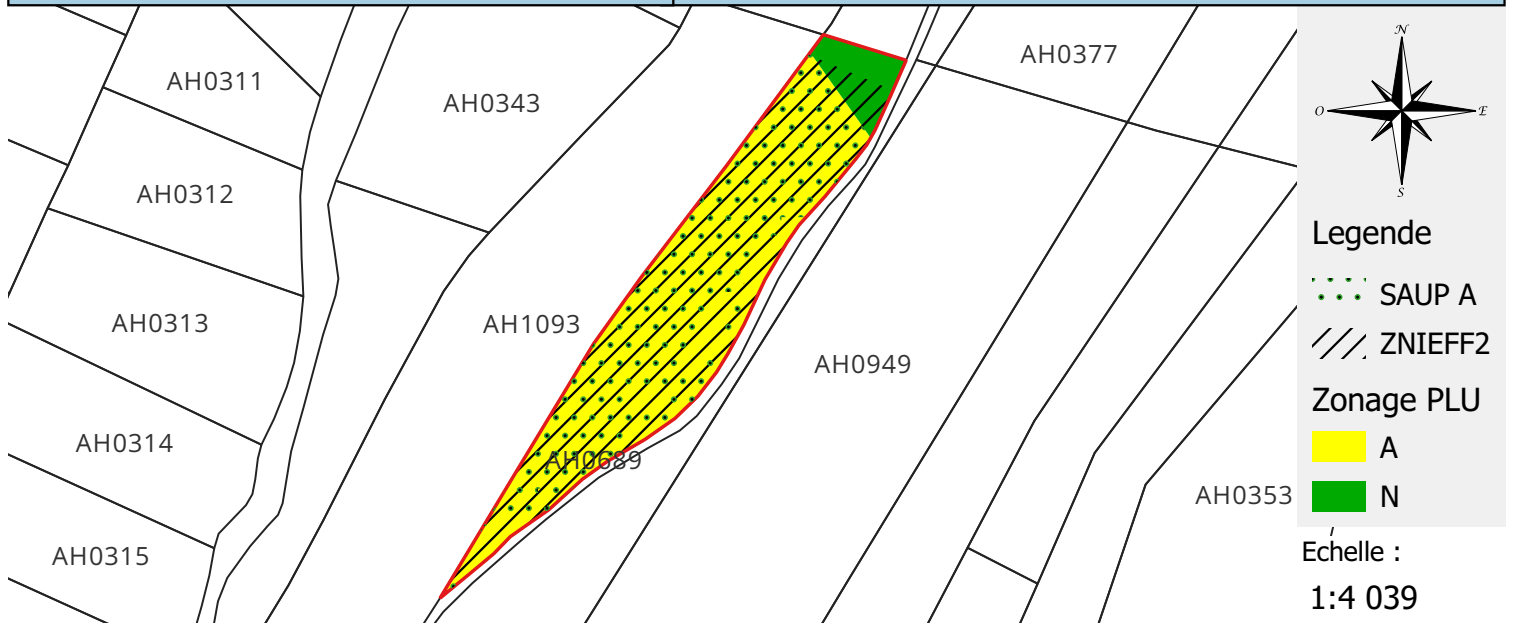 AH0377
AH0311
AH0343
AH0312
AH0313
AH1093
AH0949
AH0314
AH0689
AH0353
AH0315
N
O
E
S
Legende
SAUP A
ZNIEFF2
Zonage PLU
A
N
Echelle :
1:4 039